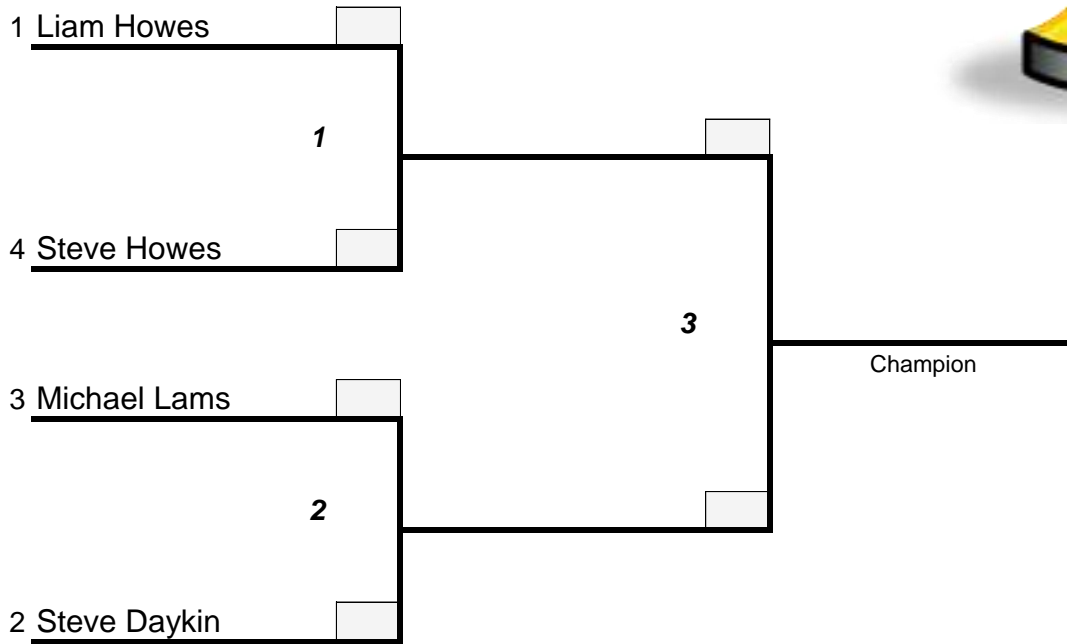 1 Liam Howes
1
4 Steve Howes
3
Champion
3 Michael Lams
2
2 Steve Daykin